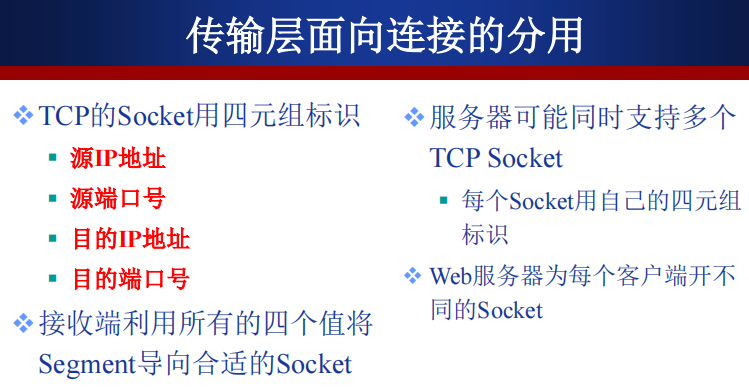 传输层面向连接的分用
TCP的Socket用四元组标识
源IP地址
源端口号
目的IP地址
目的端口号
接收端利用所有的四个值将
Segment导向合适的Socket
服务器可能同时支持多个
TCP Socket
每个Socket用自己的四元组
标识
Web服务器为每个客户端开不
同的Socket